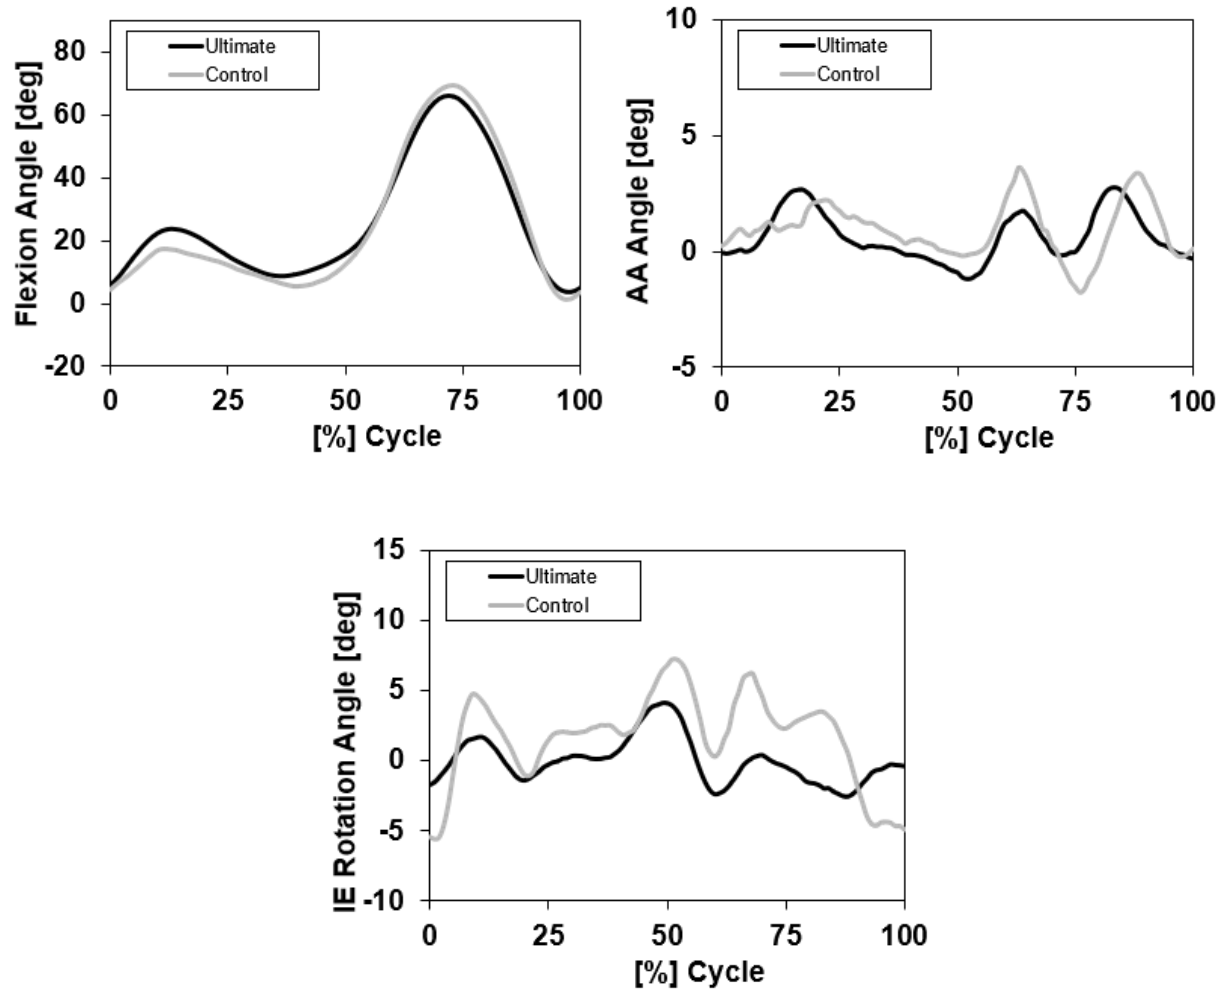 Flexion Angle [deg]
80
60
40
20
0
-20
Ultimate
Control
0 25 50 75 100
[%] Cycle
AA Angle [deg]
10
5
0
-5
Ultimate
Control
0 25 50 75 100
[%] Cycle
IE Rotation Angle [deg]
15
10
5
0
-5
-10
Ultimate
Control
0 25 50 75 100
[%] Cycle